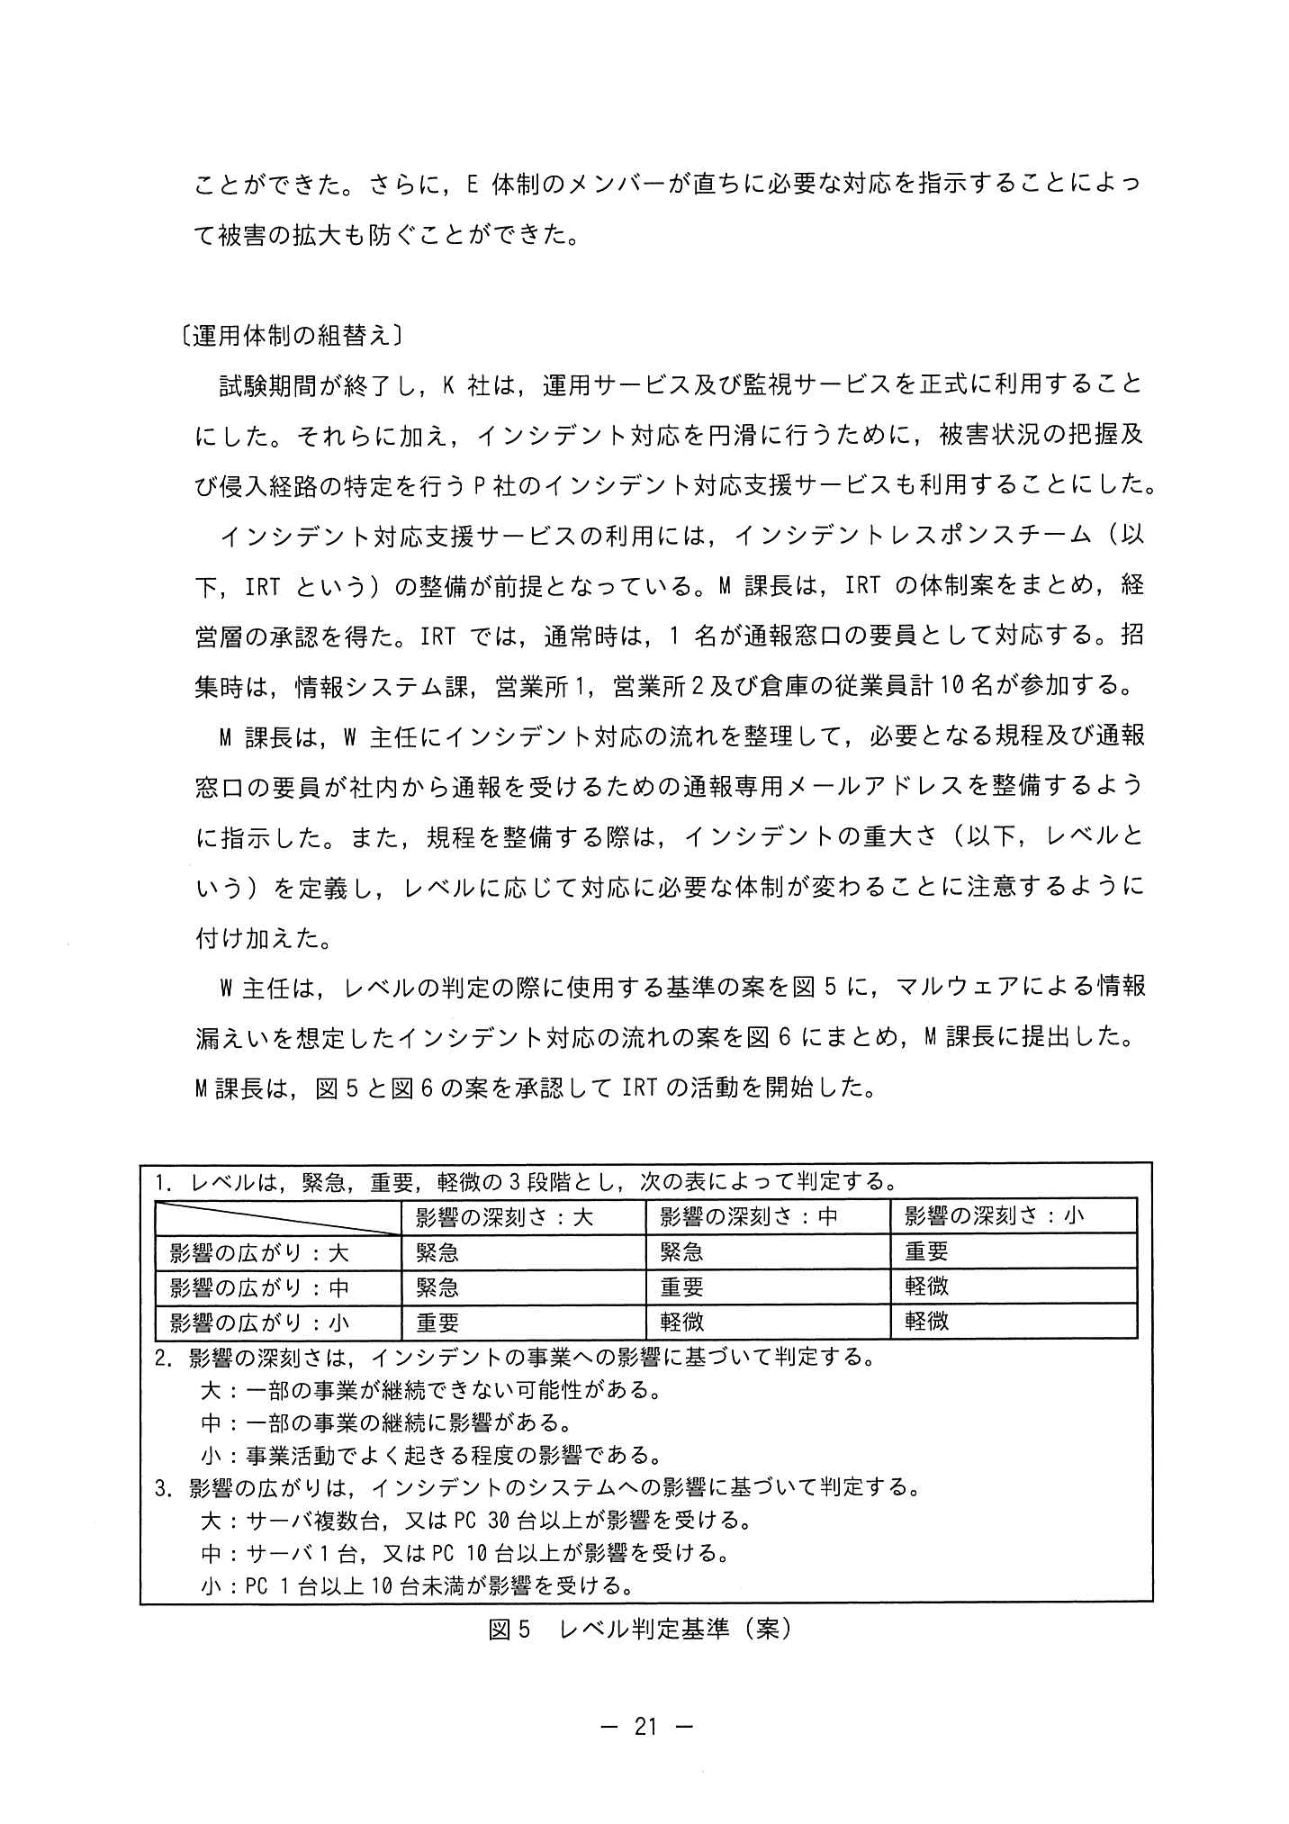 ことができた。さらに，E 体制のメンバーが直ちに必要な対応を指示することによっ
て被害の拡大も防ぐことができた。
〔運用体制の組替え〕
試験期間が終了し，K 社は，運用サービス及び監視サービスを正式に利用すること
にした。それらに加え，インシデント対応を円滑に行うために，被害状況の把握及
び侵入経路の特定を行う P 社のインシデント対応支援サービスも利用することにした。
インシデント対応支援サービスの利用には，インシデントレスポンスチーム（以
下，IRT という）の整備が前提となっている。M 課長は，IRT の体制案をまとめ，経
営層の承認を得た。IRT では，通常時は，1 名が通報窓口の要員として対応する。招
集時は，情報システム課，営業所 1，営業所 2 及び倉庫の従業員計 10 名が参加する。
M 課長は，W 主任にインシデント対応の流れを整理して，必要となる規程及び通報
窓口の要員が社内から通報を受けるための通報専用メールアドレスを整備するよう
に指示した。また，規程を整備する際は，インシデントの重大さ（以下，レベルと
いう）を定義し，レベルに応じて対応に必要な体制が変わることに注意するように
付け加えた。
W 主任は，レベルの判定の際に使用する基準の案を図 5 に，マルウェアによる情報
漏えいを想定したインシデント対応の流れの案を図 6 にまとめ，M 課長に提出した。
M 課長は，図 5 と図 6 の案を承認して IRT の活動を開始した。
1. レベルは，緊急，重要，軽微の 3 段階とし，次の表によって判定する。
影響の深刻さ：大 影響の深刻さ：中 影響の深刻さ：小
影響の広がり：大 緊急 緊急 重要
影響の広がり：中 緊急 重要 軽微
影響の広がり：小 重要 軽微 軽微
2. 影響の深刻さは，インシデントの事業への影響に基づいて判定する。
大：一部の事業が継続できない可能性がある。
中：一部の事業の継続に影響がある。
小：事業活動でよく起きる程度の影響である。
3. 影響の広がりは，インシデントのシステムへの影響に基づいて判定する。
大：サーバ複数台，又は PC 30 台以上が影響を受ける。
中：サーバ 1 台，又は PC 10 台以上が影響を受ける。
小：PC 1 台以上 10 台未満が影響を受ける。
図 5 レベル判定基準（案）
－ 21 －